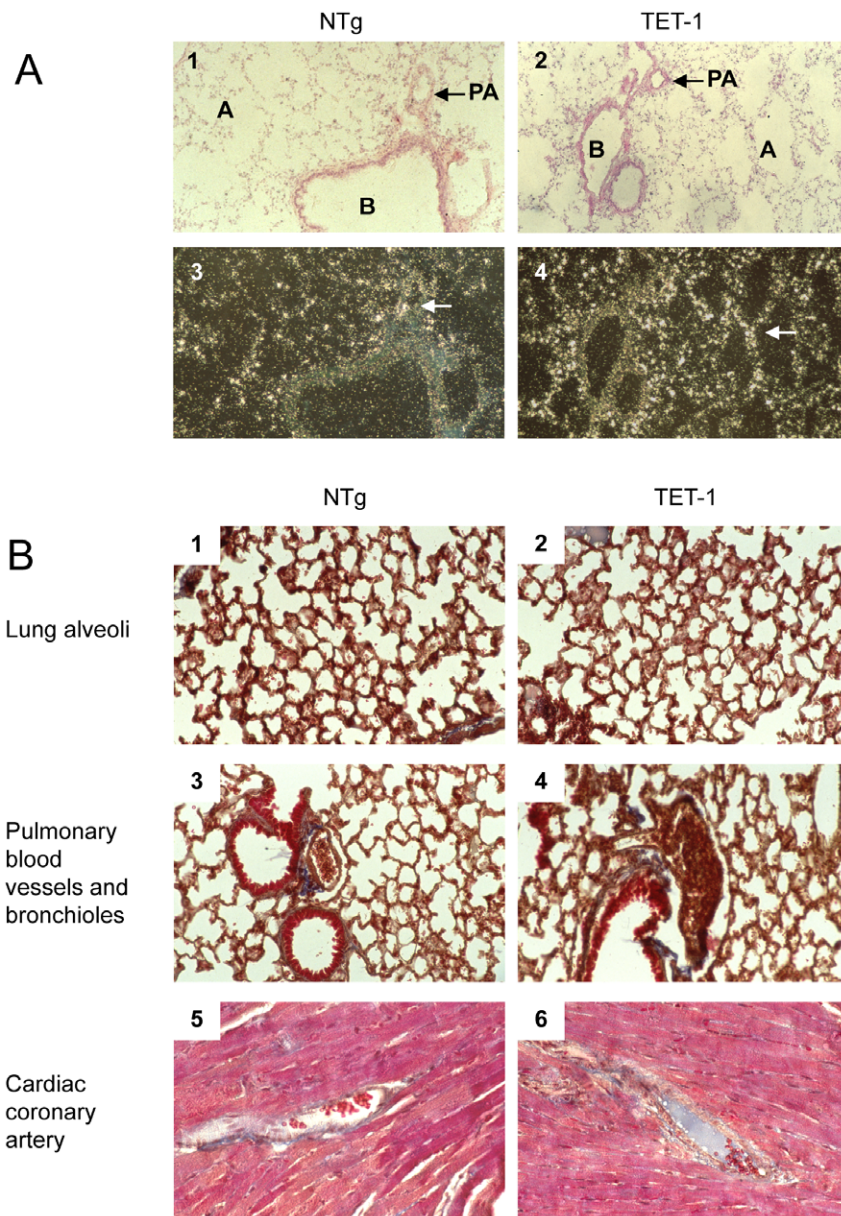 NTg TET-1
A
1 2
PA PA
A B A
B
3 4
NTg TET-1
B
1 2
Lung alveoli
3 4
Pulmonary
blood
vessels and
bronchioles
5 6
Cardiac
coronary
artery